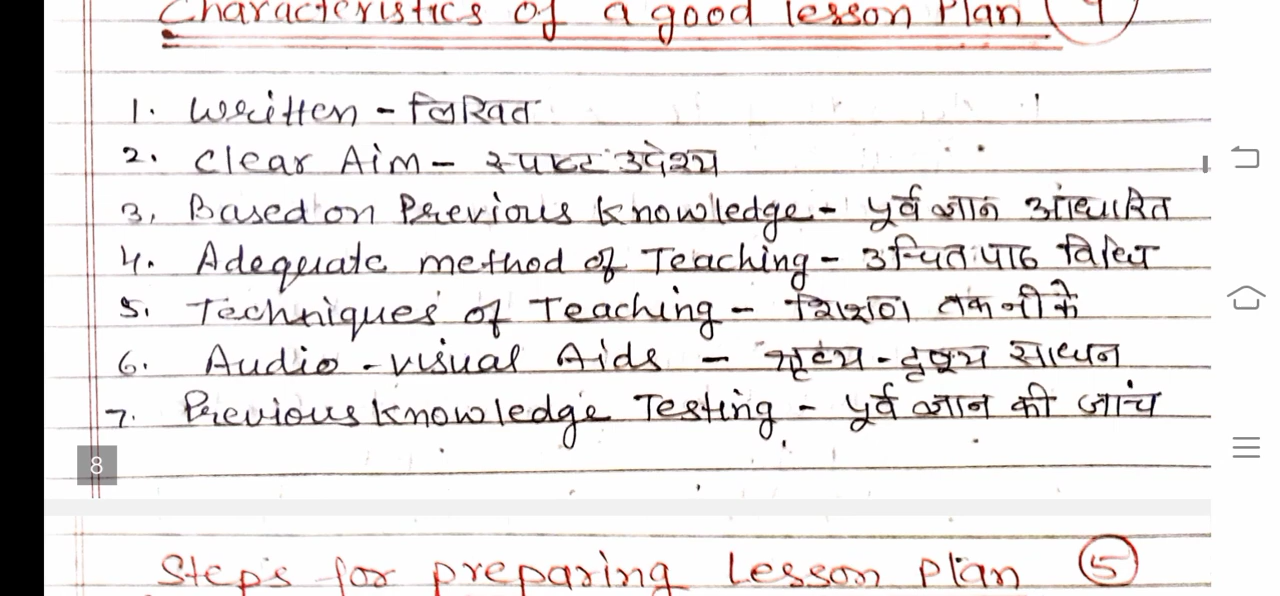 Characteristics of a good lesson Plan
1. Written - लिखित
2. Clear Aim - स्पष्ट उदेश्य
3. Based on Previous Knowledge - पूर्व ज्ञान आधारित
4. Adequate method of Teaching - उचित पाठ विधि
5. Techniques of Teaching - शिक्षण तकनीके
6. Audio-visual Aids - श्रव्य-दृश्य साधन
7. Previous Knowledge Testing - पूर्व ज्ञान की जांच
8
Steps for preparing Lesson Plan 5